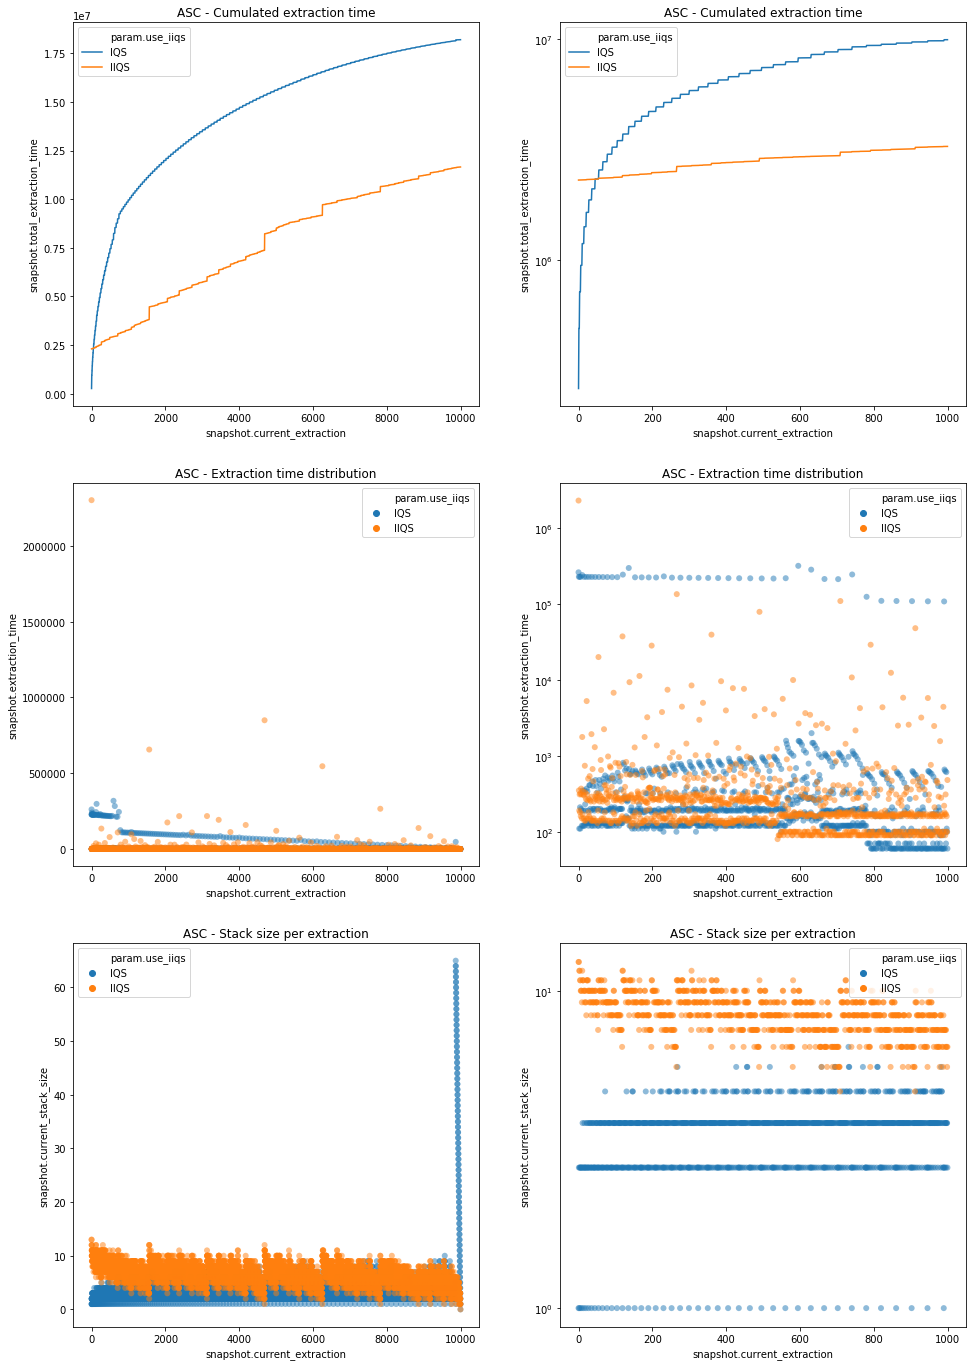 ASC - Cumulated extraction time
1e7
param.use_iiqs
IQS
IIQS
snapshot.total_extraction_time
1.75
1.50
1.25
1.00
0.75
0.50
0.25
0.00
0 2000 4000 6000 8000 10000
snapshot.current_extraction
ASC - Cumulated extraction time
param.use_iiqs
IQS
IIQS
snapshot.total_extraction_time
10^7
10^6
0 200 400 600 800 1000
snapshot.current_extraction
ASC - Extraction time distribution
param.use_iiqs
IQS
IIQS
snapshot.extraction_time
2000000
1500000
1000000
500000
0
0 2000 4000 6000 8000 10000
snapshot.current_extraction
ASC - Extraction time distribution
param.use_iiqs
IQS
IIQS
snapshot.extraction_time
10^6
10^5
10^4
10^3
10^2
0 200 400 600 800 1000
snapshot.current_extraction
ASC - Stack size per extraction
param.use_iiqs
IQS
IIQS
snapshot.current_stack_size
60
50
40
30
20
10
0
0 2000 4000 6000 8000 10000
snapshot.current_extraction
ASC - Stack size per extraction
param.use_iiqs
IQS
IIQS
snapshot.current_stack_size
10^1
10^0
0 200 400 600 800 1000
snapshot.current_extraction